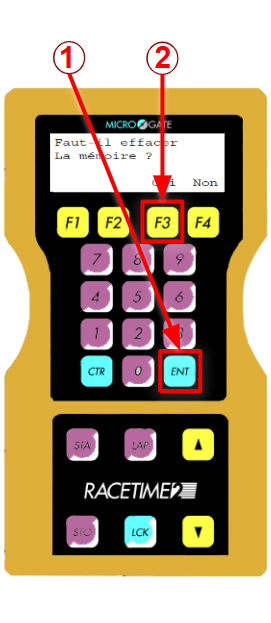 1 2
MICROGATE
Faut-il effacer
La mémoire ?
Oui Non
F1 F2 F3 F4
7 8 9
4 5 6
1 2 3
CTR 0 ENT
STA LAP
RACETIME2
STO LCK